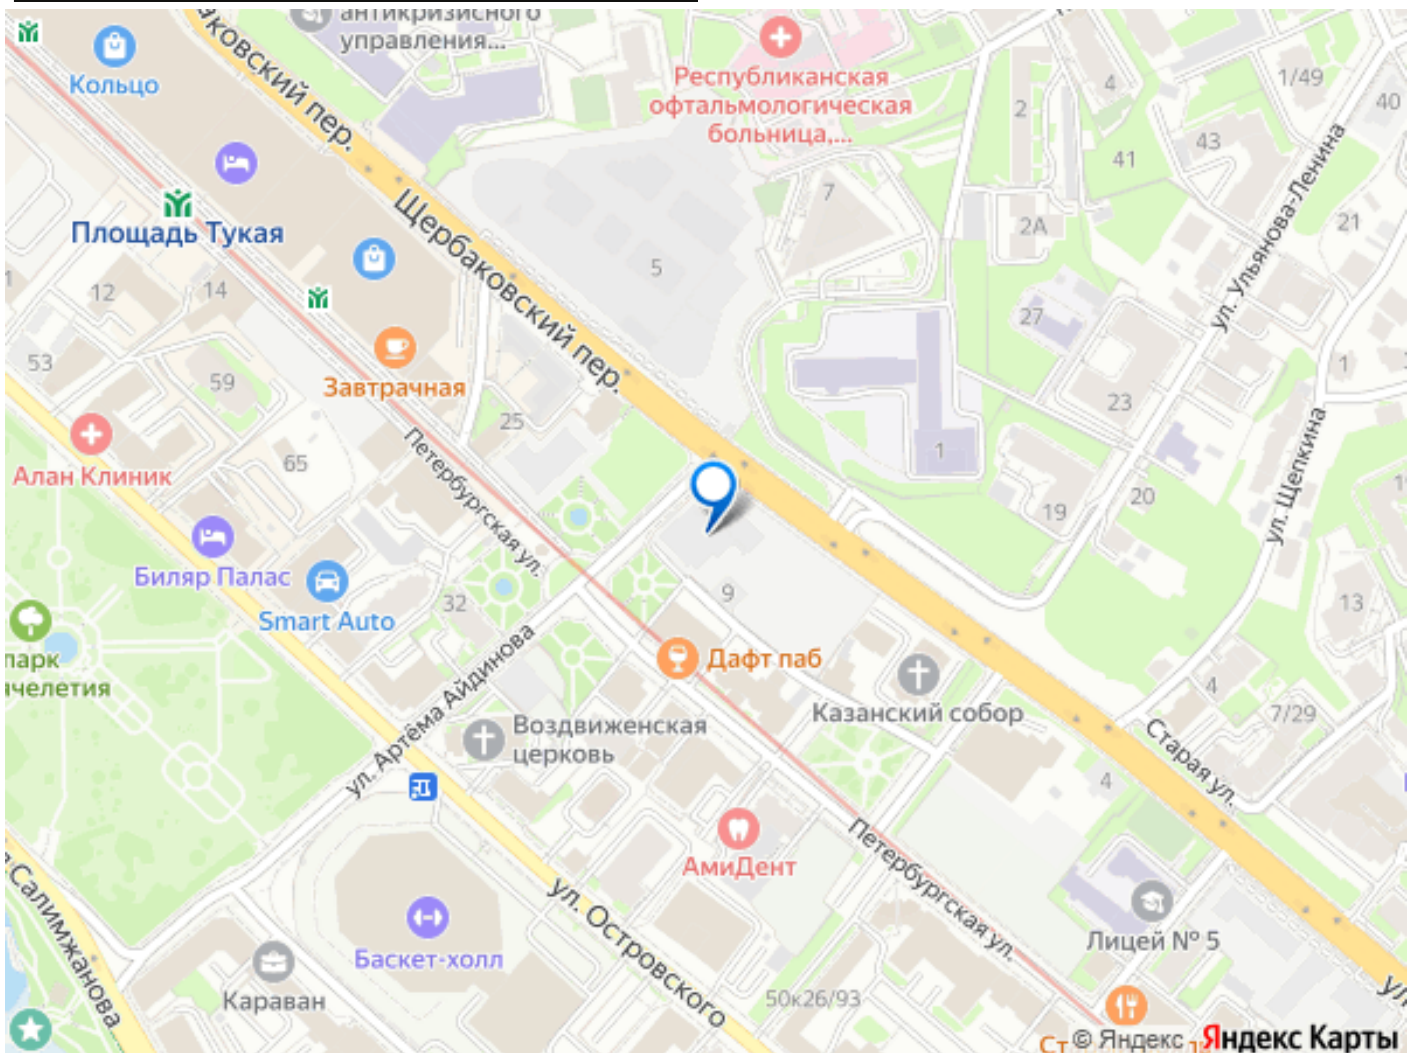 антикризисного
управления...
Кольцо
Щербаковский пер.
Республиканская
офтальмологическая
больница,...
1/49
40
4
2
43
41
7
2А
21
ул. Ульянова-Ленина
Площадь Тукая
5
12
14
Щербаковский пер.
27
53
Завтрачная
59
25
23
1
1
Алан Клиник
65
Петербургская ул.
19
20
ул. Щепкина
Биляр Палас
Smart Auto
32
9
13
парк
ячелетия
Дафт паб
ул. Артёма Айдинова
Казанский собор
4
7/29
Воздвиженская
церковь
Старая ул.
4
АмиДент
Петербургская ул.
Салимжанова
ул. Островского
Баскет-холл
Лицей № 5
Караван
50к26/93
Ст
© Яндекс
Яндекс Карты